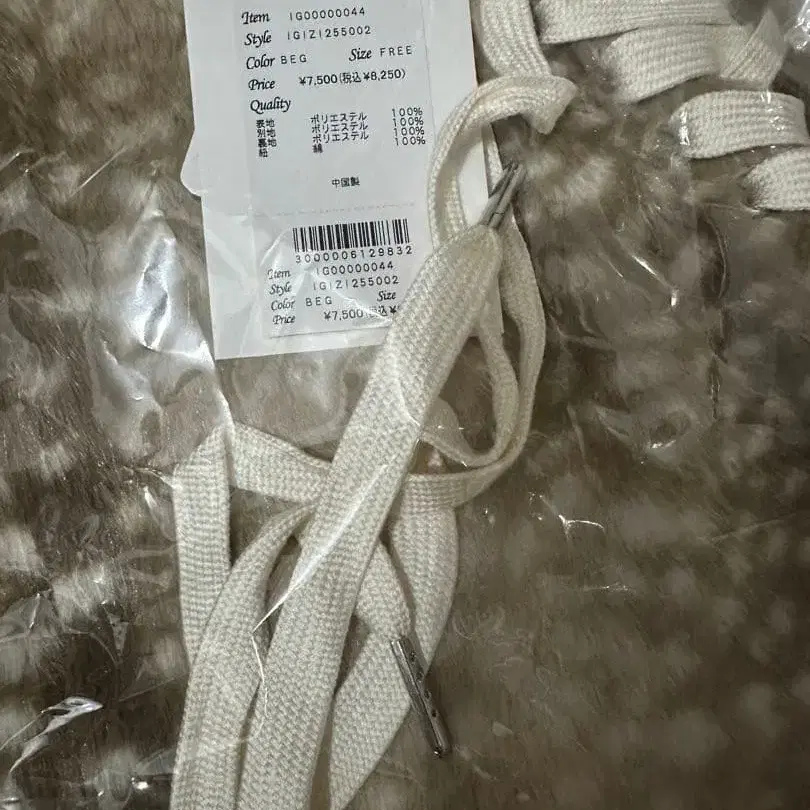 Item IG00000044
Style IGIZI255002
Color BEG Size FREE
Price ¥7,500(税込¥8,250)
Quality
表地 ポリエステル 100%
別地 ポリエステル 100%
裏地 ポリエステル 100%
紐 綿 100%
中国製
3000006129832
Item IG00000044
Style IGIZI255002
Color BEG Size
Price ¥7,500(税込